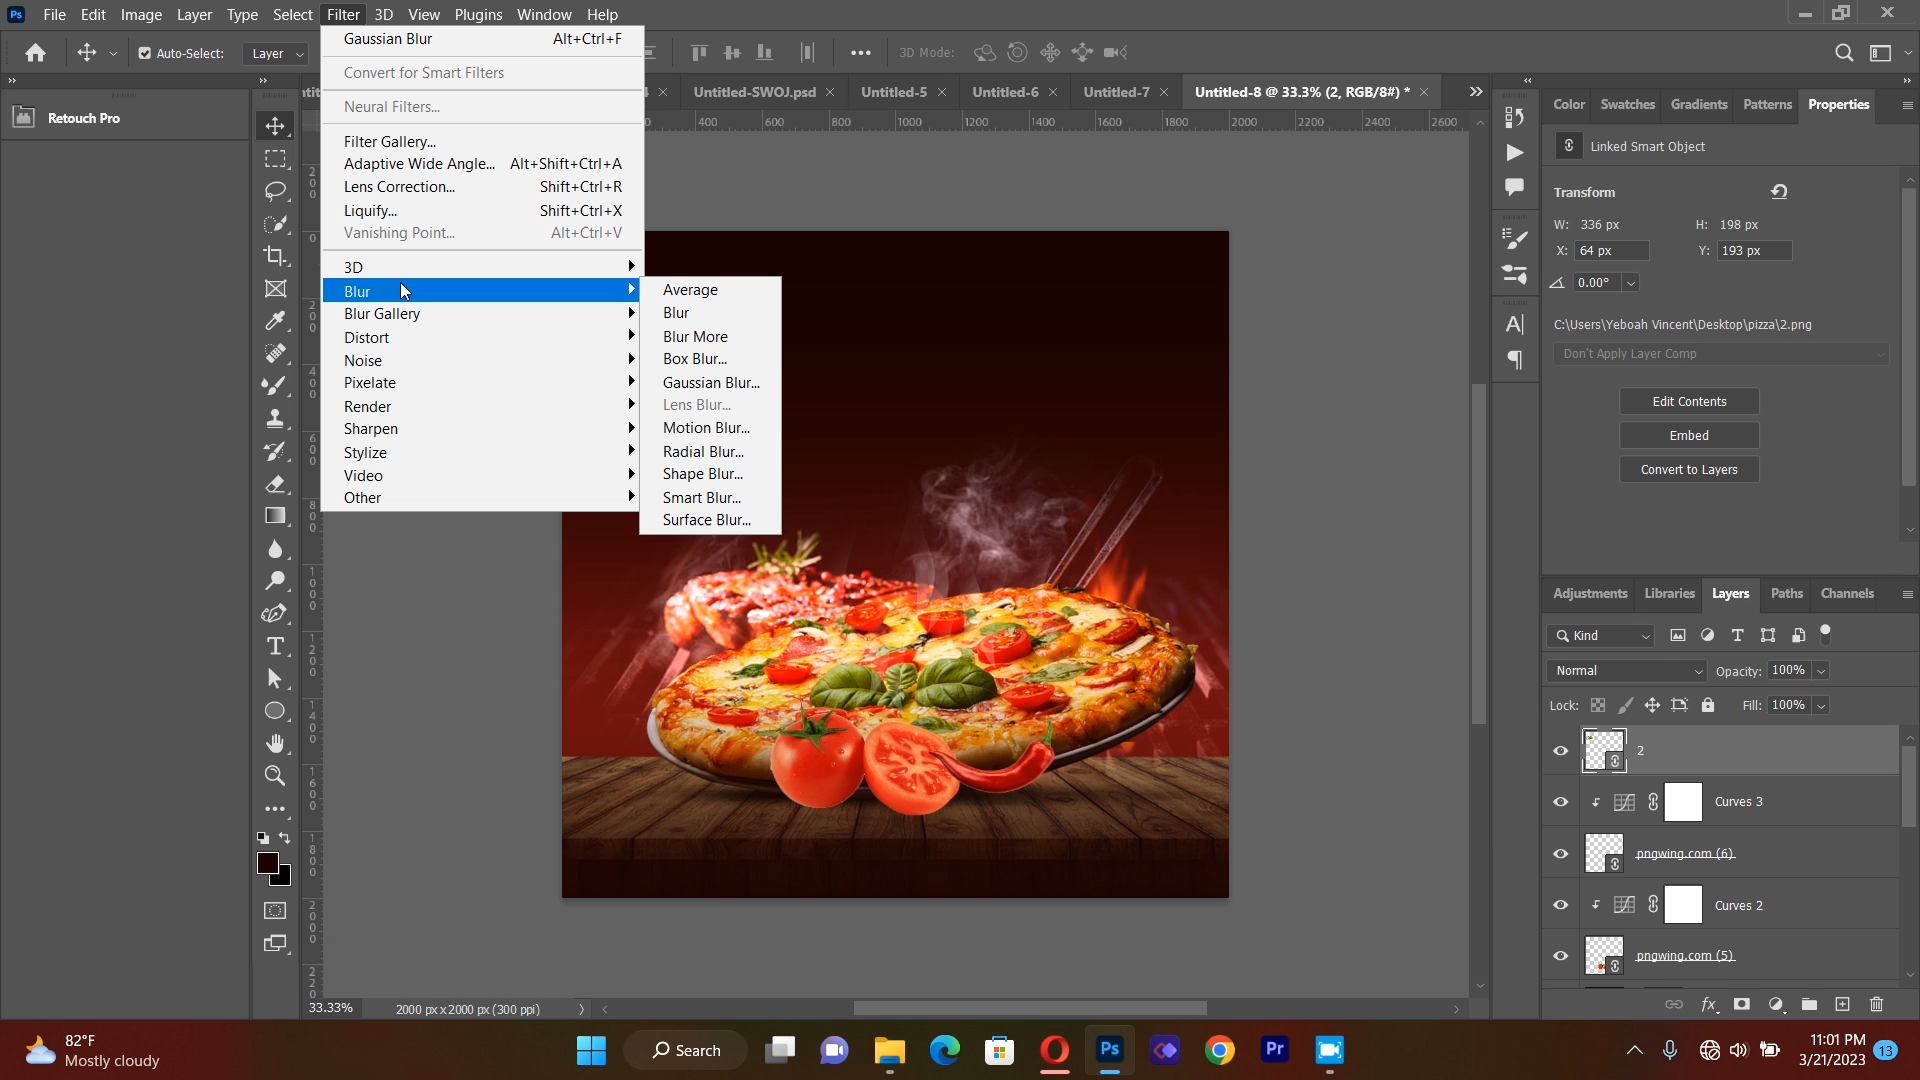 Ps File Edit Image Layer Type Select Filter 3D View Plugins Window Help
Auto-Select: Layer
3D Mode:
Gaussian Blur Alt+Ctrl+F
Convert for Smart Filters
Neural Filters...
Filter Gallery...
Adaptive Wide Angle... Alt+Shift+Ctrl+A
Lens Correction... Shift+Ctrl+R
Liquify... Shift+Ctrl+X
Vanishing Point... Alt+Ctrl+V
3D
Blur
Blur Gallery
Distort
Noise
Pixelate
Render
Sharpen
Stylize
Video
Other
Average
Blur
Blur More
Box Blur...
Gaussian Blur...
Lens Blur...
Motion Blur...
Radial Blur...
Shape Blur...
Smart Blur...
Surface Blur...
Retouch Pro
Untitled-SWOJ.psd Untitled-5 Untitled-6 Untitled-7 Untitled-8 @ 33.3% (2, RGB/8#) *
400 600 800 1000 1200 1400 1600 1800 2000 2200 2400 2600
Color Swatches Gradients Patterns Properties
Linked Smart Object
Transform
W: 336 px H: 198 px
X: 64 px Y: 193 px
0.00°
C:\Users\Yeboah Vincent\Desktop\pizza\2.png
Don't Apply Layer Comp
Edit Contents
Embed
Convert to Layers
Adjustments Libraries Layers Paths Channels
Kind
Normal Opacity: 100%
Lock: Fill: 100%
2
Curves 3
pngwing.com (6)
Curves 2
pngwing.com (5)
33.33% 2000 px x 2000 px (300 ppi)
82°F
Mostly cloudy
Search
Ps
Pr
11:01 PM
3/21/2023
13